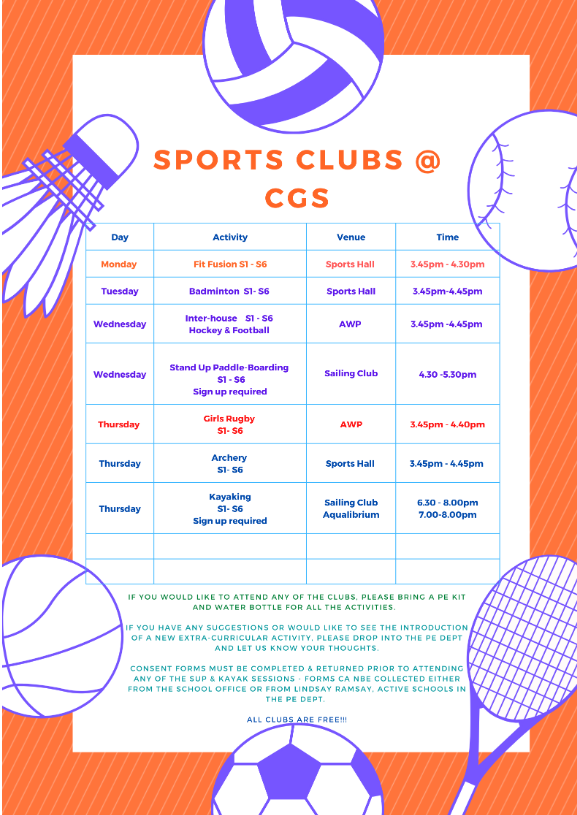 SPORTS CLUBS @
CGS
Day Activity Venue Time
Monday Fit Fusion S1 - S6 Sports Hall 3.45pm - 4.30pm
Tuesday Badminton S1- S6 Sports Hall 3.45pm-4.45pm
Wednesday Inter-house S1 - S6
Hockey & Football AWP 3.45pm -4.45pm
Wednesday Stand Up Paddle-Boarding
S1 - S6
Sign up required Sailing Club 4.30 -5.30pm
Thursday Girls Rugby
S1- S6 AWP 3.45pm - 4.40pm
Thursday Archery
S1- S6 Sports Hall 3.45pm - 4.45pm
Thursday Kayaking
S1- S6
Sign up required Sailing Club
Aqualibrium 6.30 - 8.00pm
7.00-8.00pm
IF YOU WOULD LIKE TO ATTEND ANY OF THE CLUBS, PLEASE BRING A PE KIT
AND WATER BOTTLE FOR ALL THE ACTIVITIES.
IF YOU HAVE ANY SUGGESTIONS OR WOULD LIKE TO SEE THE INTRODUCTION
OF A NEW EXTRA-CURRICULAR ACTIVITY, PLEASE DROP INTO THE PE DEPT
AND LET US KNOW YOUR THOUGHTS.
CONSENT FORMS MUST BE COMPLETED & RETURNED PRIOR TO ATTENDING
ANY OF THE SUP & KAYAK SESSIONS - FORMS CA NBE COLLECTED EITHER
FROM THE SCHOOL OFFICE OR FROM LINDSAY RAMSAY, ACTIVE SCHOOLS IN
THE PE DEPT.
ALL CLUBS ARE FREE!!!